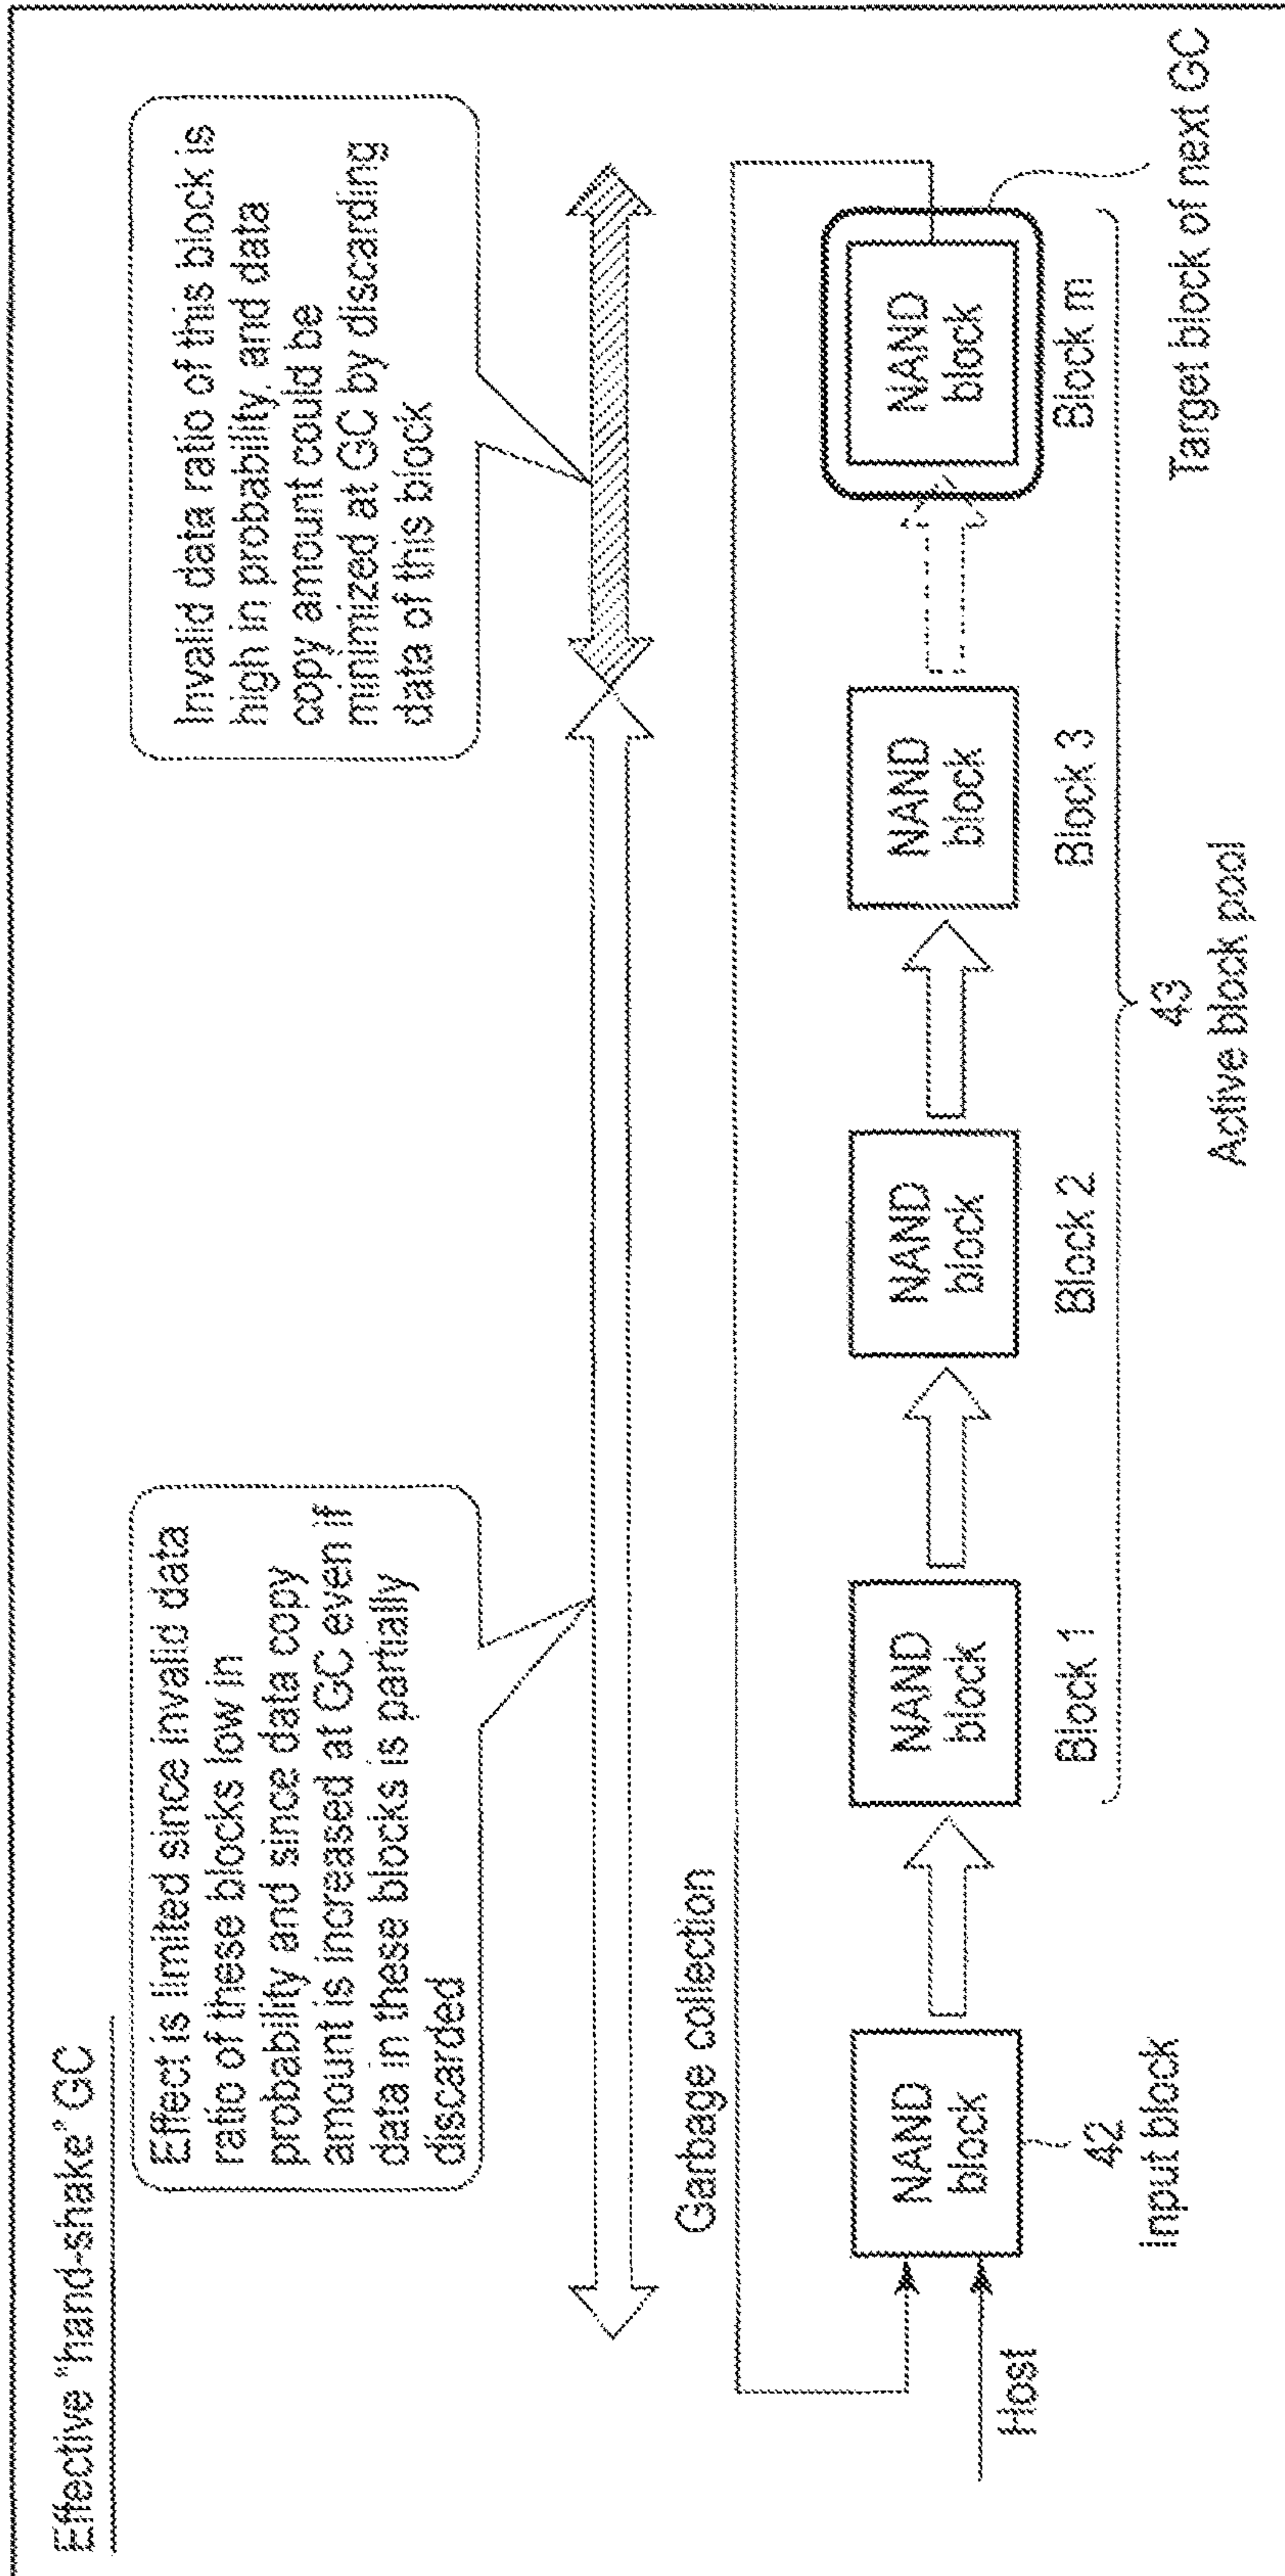 Effective "hand-shake" GC
Effect is limited since invalid data
ratio of these blocks low in
probability and since data copy
amount is increased at GC even if
data in these blocks is partially
discarded
Invalid data ratio of this block is
high in probability, and data
copy amount could be
minimized at GC by discarding
data of this block
Garbage collection
Host
NAND
block
42
Input block
NAND
block
Block 1
NAND
block
Block 2
NAND
block
Block 3
NAND
block
Block m
43
Active block pool
Target block of next GC